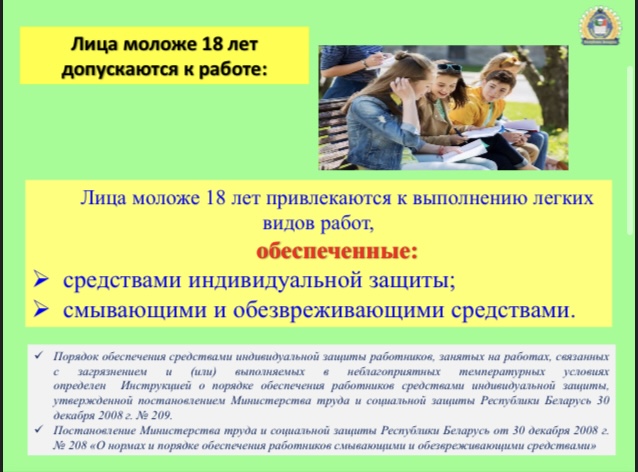 Лица моложе 18 лет
допускаются к работе:
Лица моложе 18 лет привлекаются к выполнению легких
видов работ,
обеспеченные:
➢ средствами индивидуальной защиты;
➢ смывающими и обезвреживающими средствами.
✓ Порядок обеспечения средствами индивидуальной защиты работников, занятых на работах, связанных
с загрязнением и (или) выполняемых в неблагоприятных температурных условиях
определен Инструкцией о порядке обеспечения работников средствами индивидуальной защиты,
утвержденной постановлением Министерства труда и социальной защиты Республики Беларусь 30
декабря 2008 г. № 209.
✓ Постановление Министерства труда и социальной защиты Республики Беларусь от 30 декабря 2008 г.
№ 208 «О нормах и порядке обеспечения работников смывающими и обезвреживающими средствами»